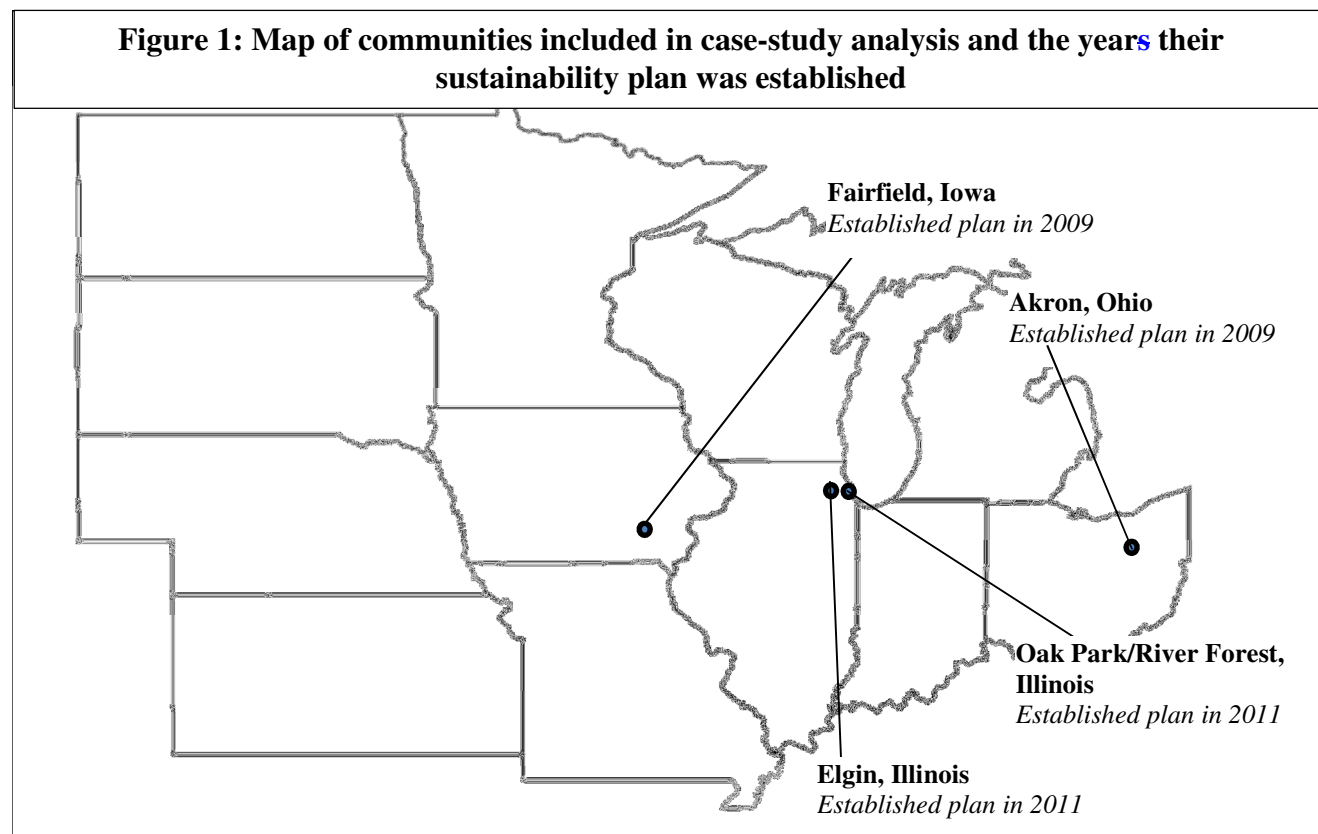 Figure 1: Map of communities included in case-study analysis and the years their
sustainability plan was established
Fairfield, Iowa
Established plan in 2009
Akron, Ohio
Established plan in 2009
Oak Park/River Forest,
Illinois
Established plan in 2011
Elgin, Illinois
Established plan in 2011